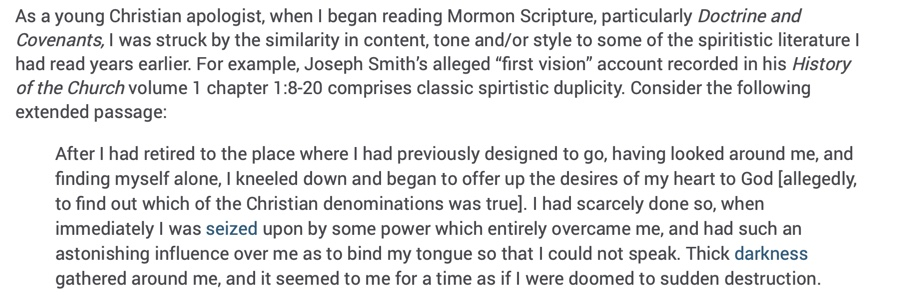 As a young Christian apologist, when I began reading Mormon Scripture, particularly Doctrine and
Covenants, I was struck by the similarity in content, tone and/or style to some of the spiritistic literature I
had read years earlier. For example, Joseph Smith’s alleged “first vision” account recorded in his History
of the Church volume 1 chapter 1:8-20 comprises classic spirtistic duplicity. Consider the following
extended passage:
After I had retired to the place where I had previously designed to go, having looked around me, and
finding myself alone, I kneeled down and began to offer up the desires of my heart to God [allegedly,
to find out which of the Christian denominations was true]. I had scarcely done so, when
immediately I was seized upon by some power which entirely overcame me, and had such an
astonishing influence over me as to bind my tongue so that I could not speak. Thick darkness
gathered around me, and it seemed to me for a time as if I were doomed to sudden destruction.